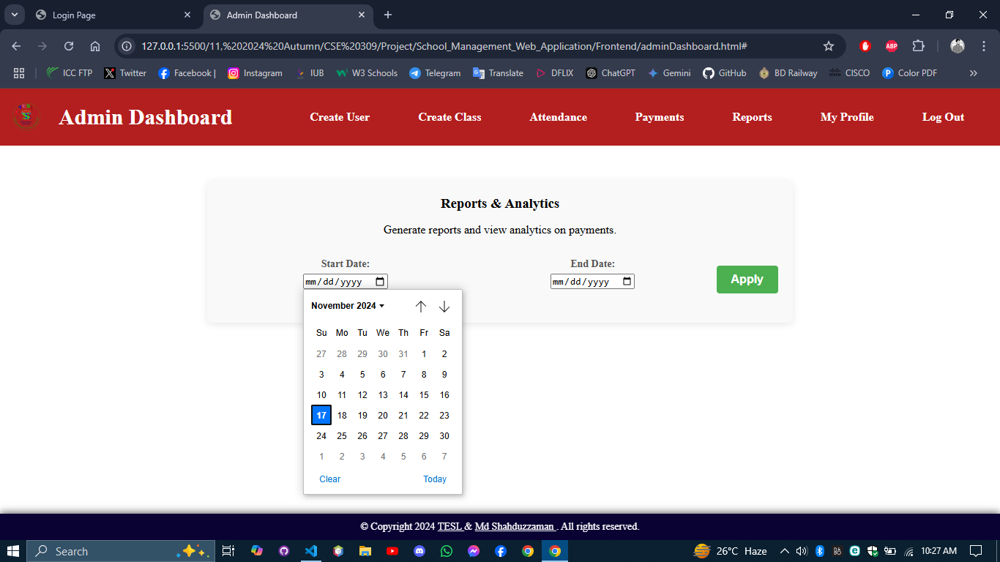 Login Page
Admin Dashboard
127.0.0.1:5500/11,%202024%20Autumn/CSE%20309/Project/School_Management_Web_Application/Frontend/adminDashboard.html#
ABP
ICC FTP Twitter Facebook | Instagram IUB W3 Schools Telegram Translate DFLIX ChatGPT Gemini GitHub BD Railway CISCO Color PDF
Admin Dashboard
Create User Create Class Attendance Payments Reports My Profile Log Out
Reports & Analytics
Generate reports and view analytics on payments.
Start Date: End Date:
mm/dd/yyyy mm/dd/yyyy Apply
November 2024
Su Mo Tu We Th Fr Sa
27 28 29 30 31 1 2
3 4 5 6 7 8 9
10 11 12 13 14 15 16
17 18 19 20 21 22 23
24 25 26 27 28 29 30
1 2 3 4 5 6 7
Clear Today
© Copyright 2024 TESL & Md Shahduzzaman . All rights reserved.
Search 26°C Haze 10:27 AM